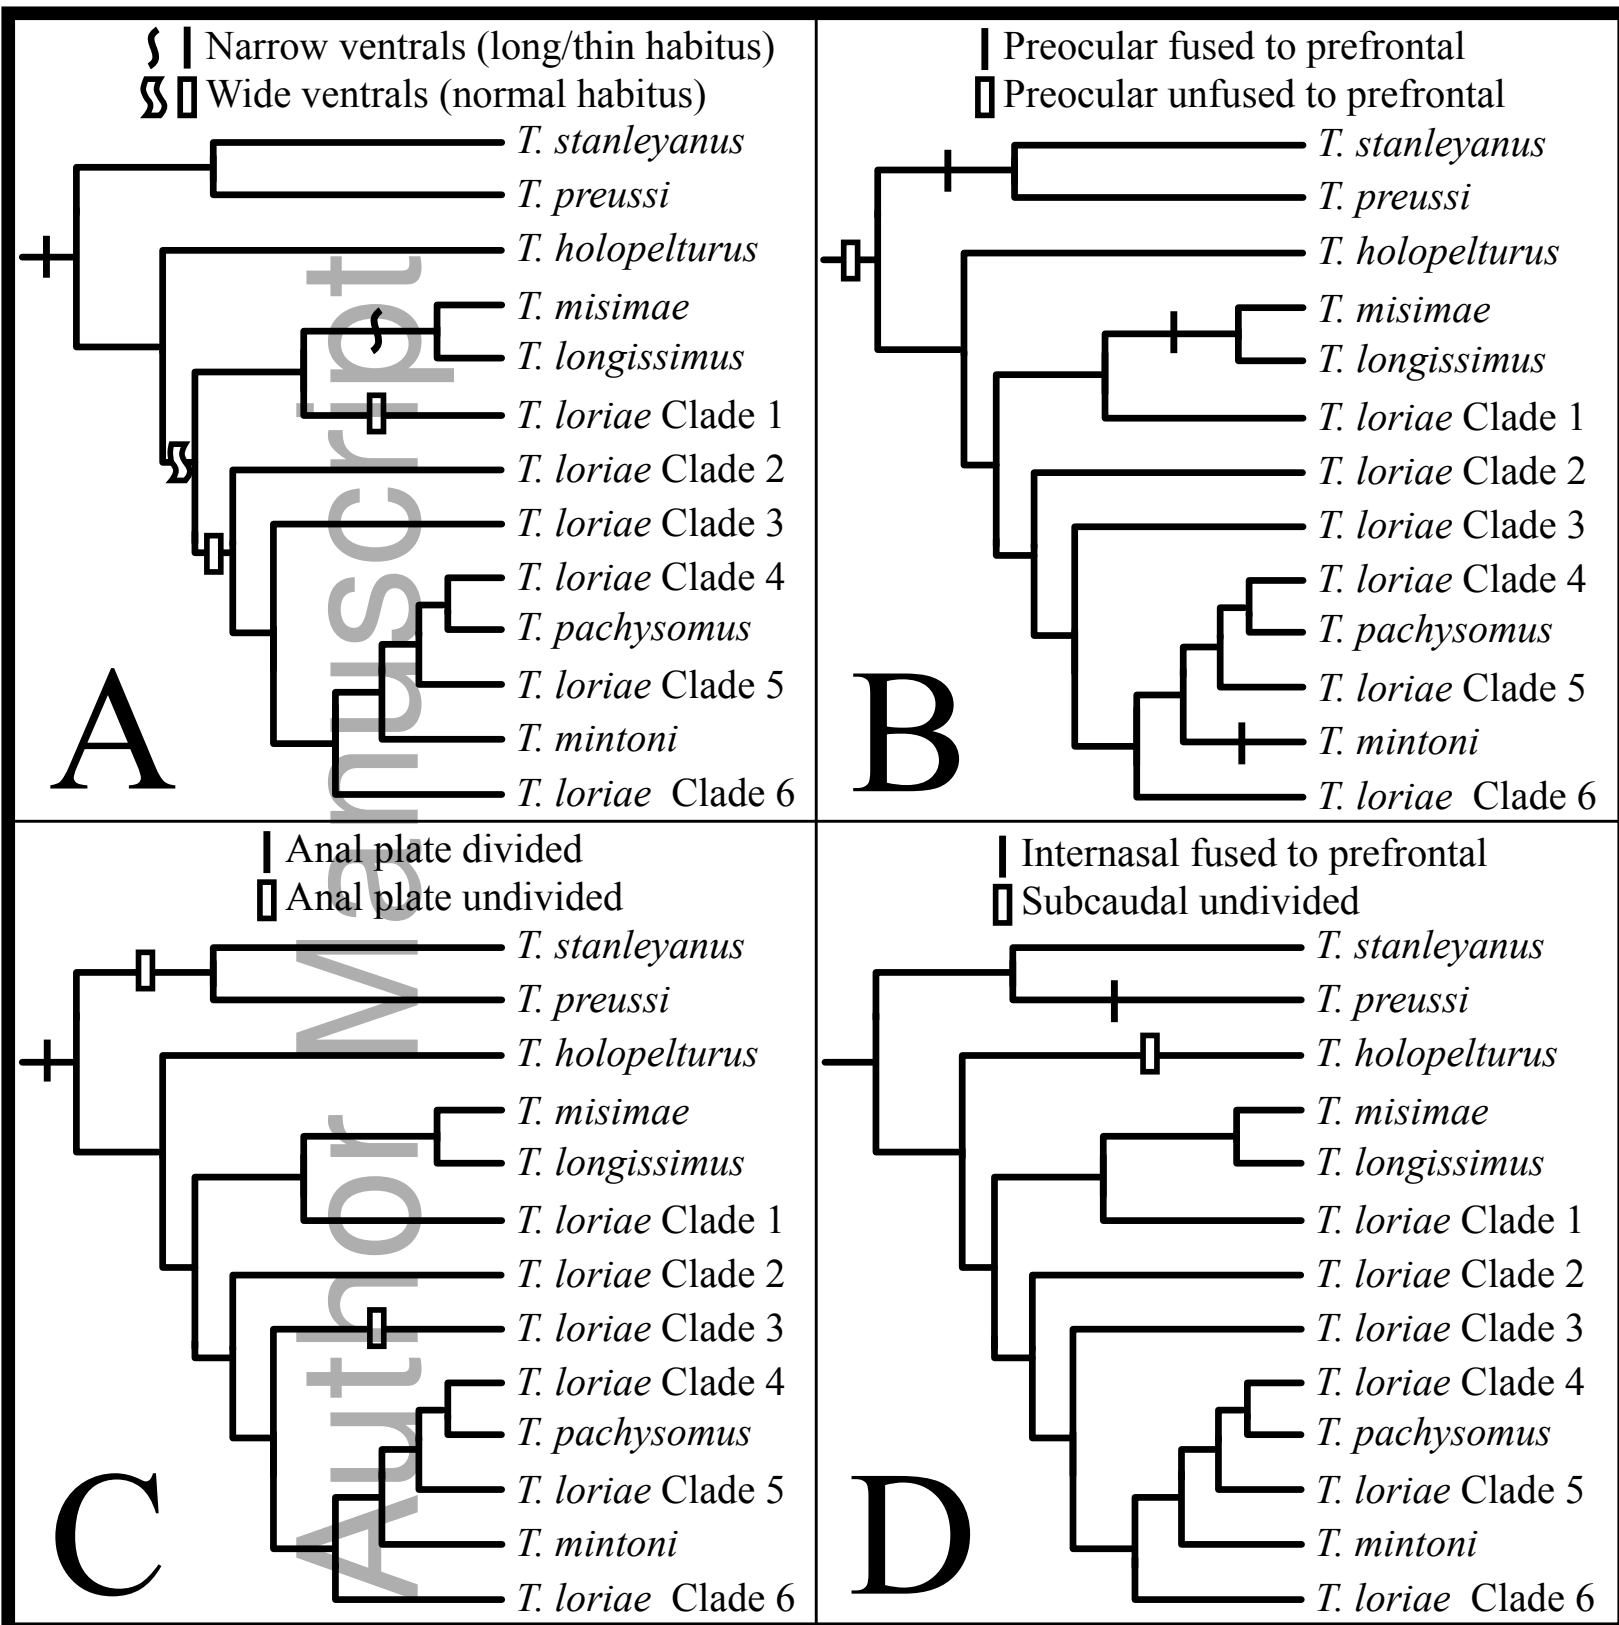 Narrow ventrals (long/thin habitus)
Wide ventrals (normal habitus)
T. stanleyanus
T. preussi
T. holopelturus
T. misimae
T. longissimus
T. loriae Clade 1
T. loriae Clade 2
T. loriae Clade 3
T. loriae Clade 4
T. pachysomus
T. loriae Clade 5
T. mintoni
T. loriae Clade 6
A
Preocular fused to prefrontal
Preocular unfused to prefrontal
T. stanleyanus
T. preussi
T. holopelturus
T. misimae
T. longissimus
T. loriae Clade 1
T. loriae Clade 2
T. loriae Clade 3
T. loriae Clade 4
T. pachysomus
T. loriae Clade 5
T. mintoni
T. loriae Clade 6
B
Anal plate divided
Anal plate undivided
T. stanleyanus
T. preussi
T. holopelturus
T. misimae
T. longissimus
T. loriae Clade 1
T. loriae Clade 2
T. loriae Clade 3
T. loriae Clade 4
T. pachysomus
T. loriae Clade 5
T. mintoni
T. loriae Clade 6
C
Internasal fused to prefrontal
Subcaudal undivided
T. stanleyanus
T. preussi
T. holopelturus
T. misimae
T. longissimus
T. loriae Clade 1
T. loriae Clade 2
T. loriae Clade 3
T. loriae Clade 4
T. pachysomus
T. loriae Clade 5
T. mintoni
T. loriae Clade 6
D
Author Manuscript